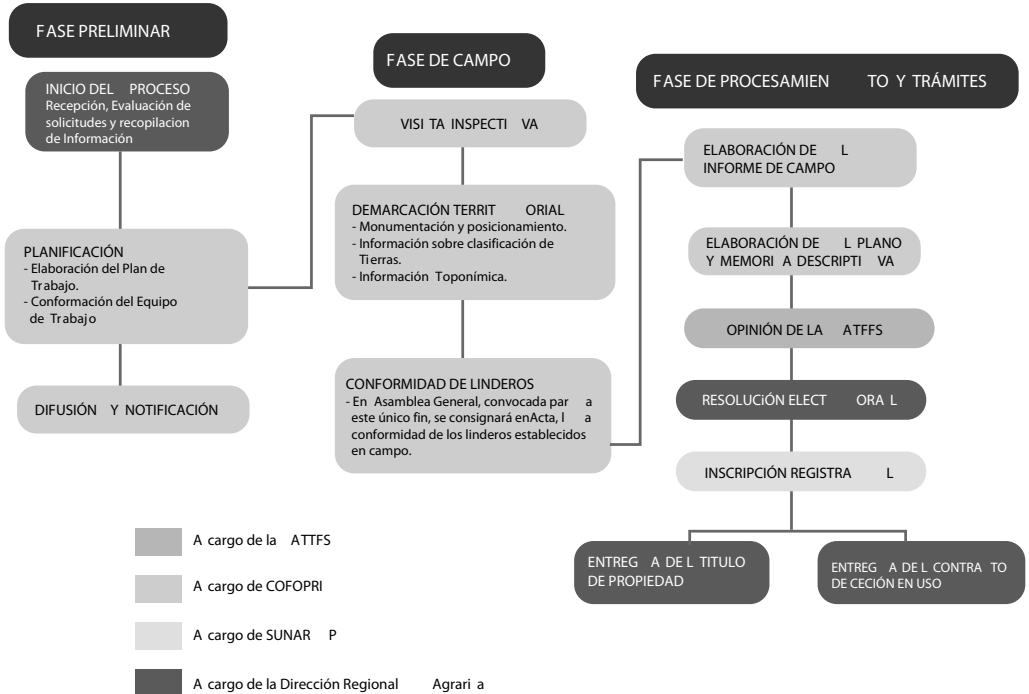 FASE PRELIMINAR
INICIO DEL PROCESO
Recepción, Evaluación de
solicitudes y recopilacion
de Información
PLANIFICACIÓN
- Elaboración del Plan de
Trabajo.
- Conformación del Equipo
de Trabajo
DIFUSIÓN Y NOTIFICACIÓN
FASE DE CAMPO
VISI TA INSPECTI VA
DEMARCACIÓN TERRIT ORIAL
- Monumentación y posicionamiento.
- Información sobre clasificación de
Tierras.
- Información Toponímica.
CONFORMIDAD DE LINDEROS
- En Asamblea General, convocada par a
este único fin, se consignará enActa, l a
conformidad de los linderos establecidos
en campo.
FASE DE PROCESAMIEN TO Y TRÁMITES
ELABORACIÓN DE L
INFORME DE CAMPO
ELABORACIÓN DE L PLANO
Y MEMORI A DESCRIPTI VA
OPINIÓN DE LA ATFFS
RESOLUCIÓN ELECT ORA L
INSCRIPCIÓN REGISTRA L
ENTREG A DE L TITULO
DE PROPIEDAD
ENTREG A DE L CONTRA TO
DE CECIÓN EN USO
A cargo de la ATTFS
A cargo de COFOPRI
A cargo de SUNAR P
A cargo de la Dirección Regional Agrari a